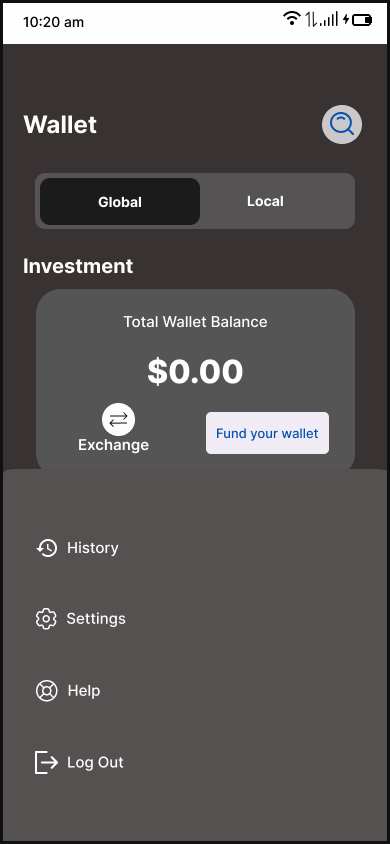 10:20 am
Wallet
Global
Local
Investment
Total Wallet Balance
$0.00
Exchange
Fund your wallet
History
Settings
Help
Log Out